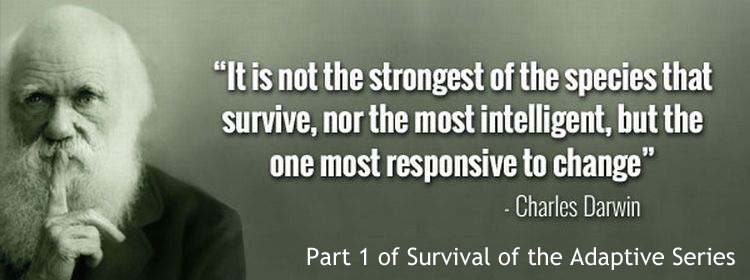 “It is not the strongest of the species that
survive, nor the most intelligent, but the
one most responsive to change”
- Charles Darwin
Part 1 of Survival of the Adaptive Series